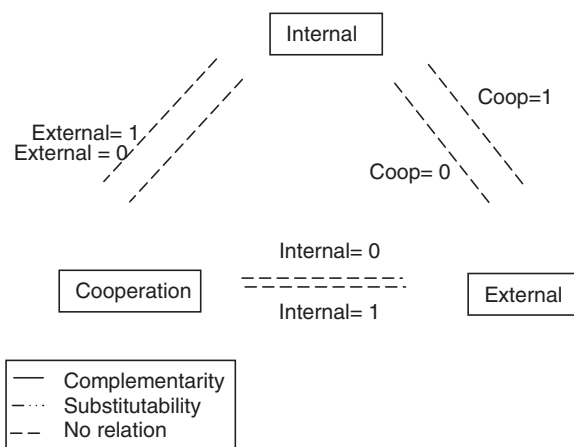 Internal
Coop=1
External= 1
External = 0
Coop= 0
Internal= 0
Cooperation
External
Internal= 1
Complementarity
Substitutability
No relation